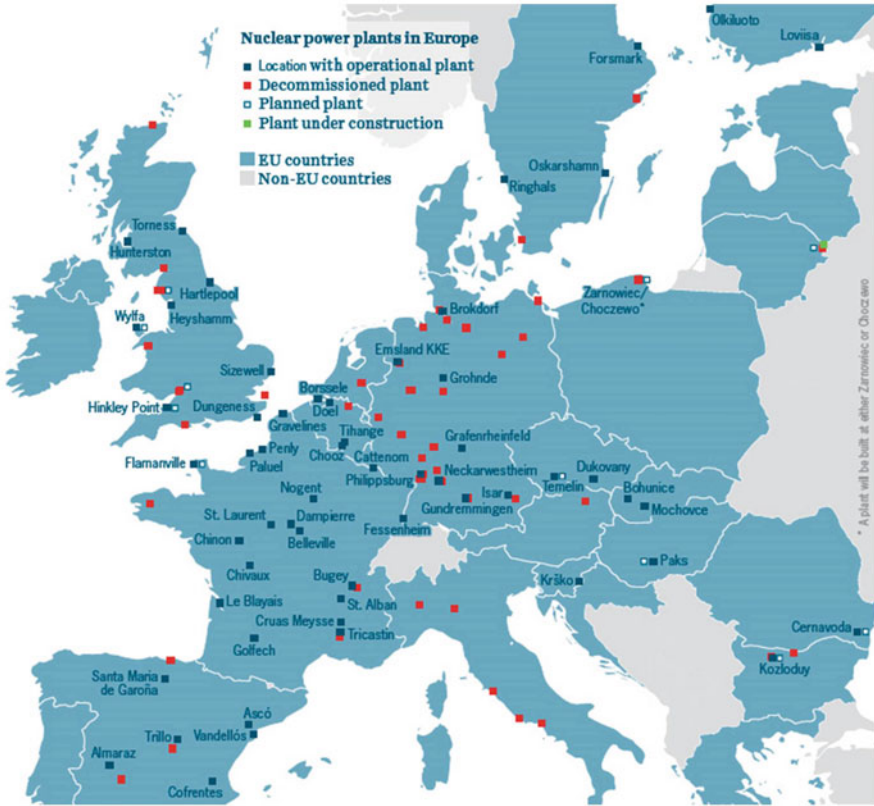 Nuclear power plants in Europe
Location with operational plant
Decommissioned plant
Planned plant
Plant under construction
EU countries
Non-EU countries
Olkiluoto
Loviisa
Forsmark
Oskarshamn
Ringhals
Torness
Hunterston
Hartlepool
Heyshamm
Wylfa
Sizewell
Hinkley Point
Dungeness
Zarnowiec/
Choczewo*
Brokdorf
Emsland KKE
Grohnde
Borssele
Doel
Gravelines
Tihange
Chooz
Penly
Paluel
Cattenom
Grafenrheinfeld
Flamanville
Philippsburg
Neckarwestheim
Dukovany
Temelin
Bohunice
Mochovce
Nogent
Isar
Gundremmingen
St. Laurent
Dampierre
Belleville
Fessenheim
Chinon
Chivaux
Bugey
Paks
Krško
Le Blayais
St. Alban
Cruas Meysse
Tricastin
Golfech
Cernavoda
Kozloduy
Santa Maria
de Garoña
Ascó
Trillo
Vandellós
Almaraz
Cofrentes
* A plant will be built at either Zarnowiec or Choczewo